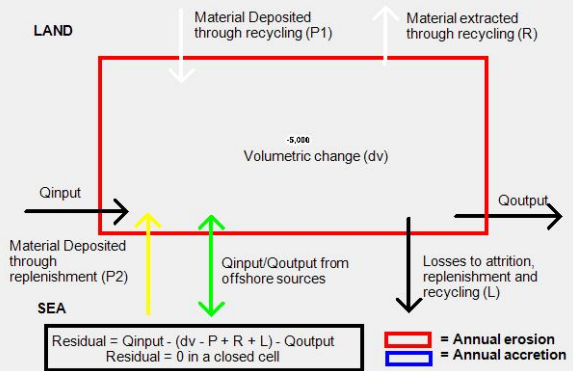 Material Deposited
through recycling (P1)
Material extracted
through recycling (R)
LAND
-5,000
Volumetric change (dv)
Qinput
Qoutput
Material Deposited
through
replenishment (P2)
Qinput/Qoutput from
offshore sources
Losses to attrition,
replenishment and
recycling (L)
SEA
Residual = Qinput - (dv - P + R + L) - Qoutput
Residual = 0 in a closed cell
= Annual erosion
= Annual accretion